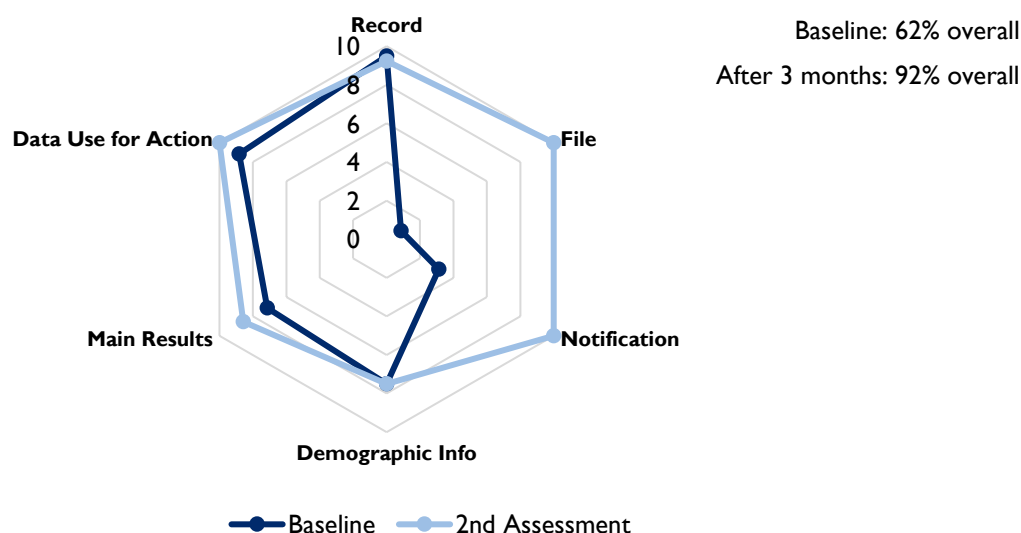 Record
Baseline: 62% overall
After 3 months: 92% overall
10
8
6
4
2
0
Data Use for Action
File
Main Results
Notification
Demographic Info
Baseline
2nd Assessment